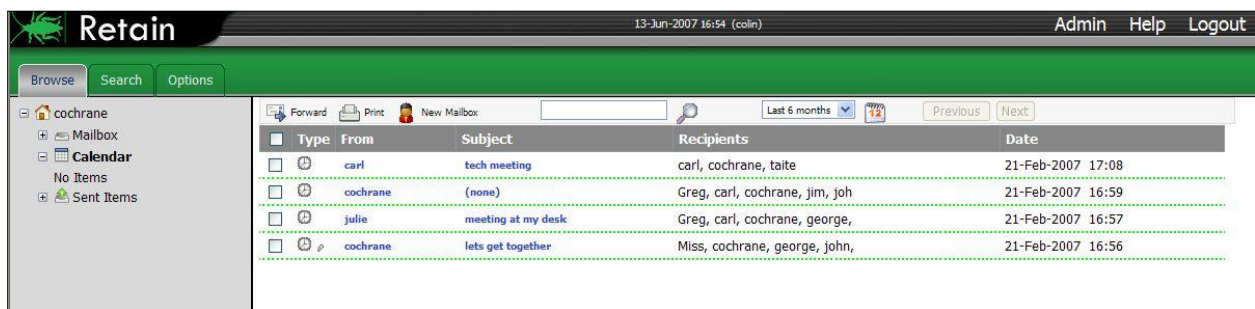 Retain 13-Jun-2007 16:54 (colin) Admin Help Logout
Browse Search Options
cochrane
Mailbox
Calendar
No Items
Sent Items
Forward Print New Mailbox Last 6 months 12 Previous Next
Type From Subject Recipients Date
carl tech meeting carl, cochrane, taite 21-Feb-2007 17:08
cochrane (none) Greg, carl, cochrane, jim, joh 21-Feb-2007 16:59
julie meeting at my desk Greg, carl, cochrane, george, 21-Feb-2007 16:57
cochrane lets get together Miss, cochrane, george, john, 21-Feb-2007 16:56